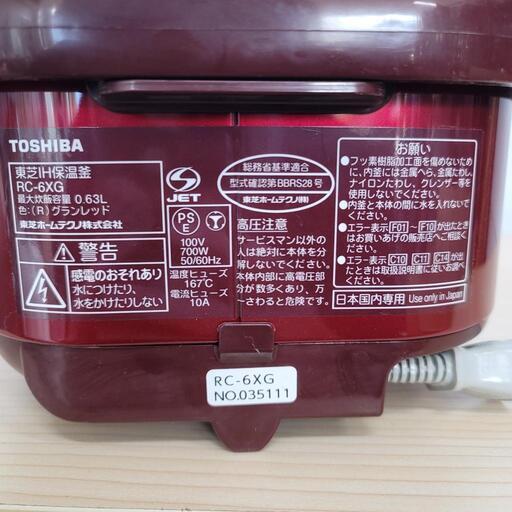 TOSHIBA
東芝IH保温釜
RC-6XG
最大炊飯容量 0.63L
色：(R) グランレッド
東芝ホームテクノ株式会社
警告
感電のおそれあり
水につけたり、
水をかけたりしない
S
JET
PS
E
100V
700W
50/60Hz
温度ヒューズ
167℃
電流ヒューズ
10A
総務省基準適合
型式確認第BBRS28号
東芝ホームテクノ(株)
高圧注意
サービスマン以外の
人は絶対に本体を分
解しないでください。
本体内部に高電圧部
分が数多くあり、万一
さわると危険です。
お願い
●フッ素樹脂加工面を傷めないため
に、内釜には金属へら、金属たわし、
ナイロンたわし、クレンザー等を
使用しないでください。
●内釜と本体の間に水を入れないで
ください。
●エラー表示[F01]～[F10]が出たとき
はお買いあげの販売店へご相談く
ださい。
●エラー表示[C10][C11][C14]が出
たときは取扱説明書に従いお調べ
ください。
日本国内専用 Use only in Japan
RC-6XG
NO.035111